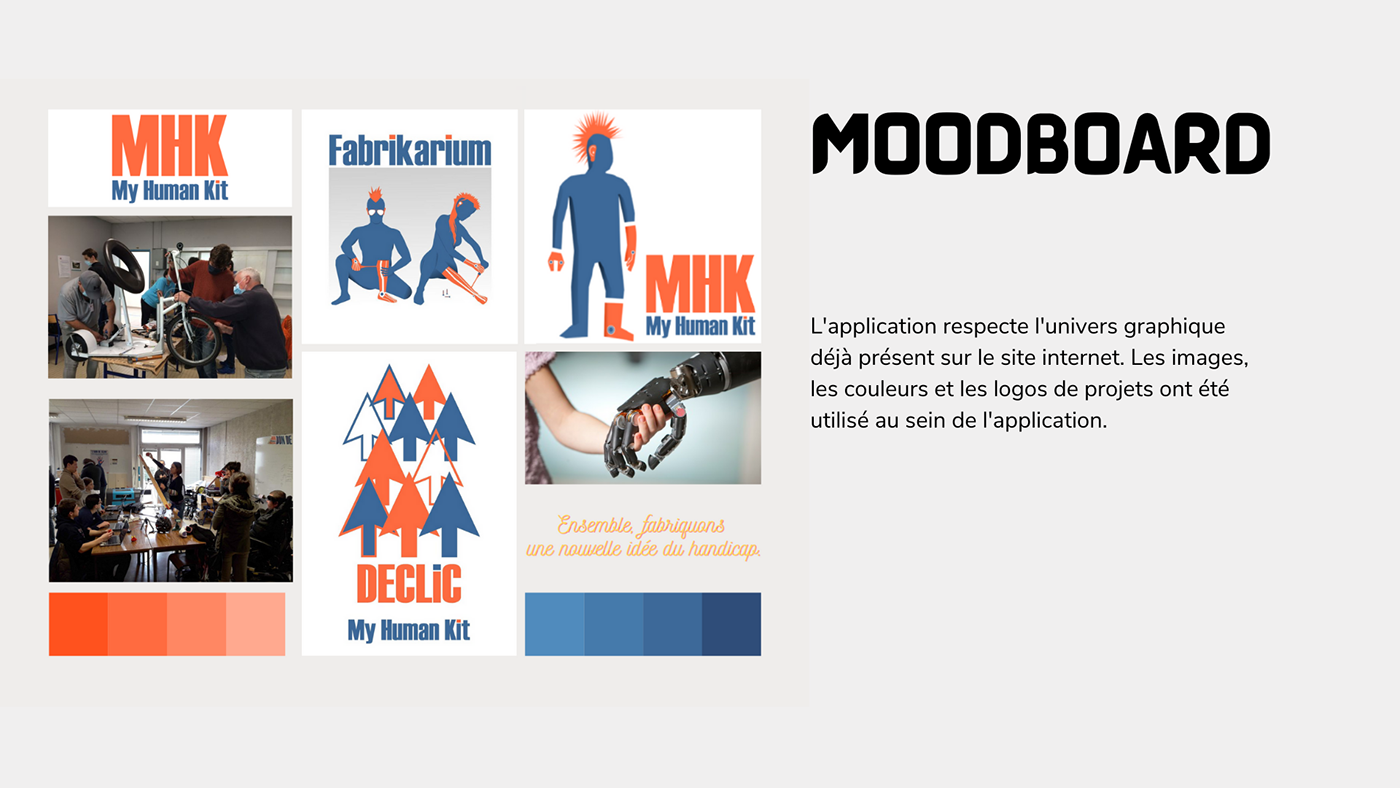 MOODBOARD
MHK
My Human Kit
Fabrikarium
MHK
My Human Kit
DECLiC
My Human Kit
Ensemble, fabriquons
une nouvelle idée du handicap.
L'application respecte l'univers graphique
déjà présent sur le site internet. Les images,
les couleurs et les logos de projets ont été
utilisé au sein de l'application.